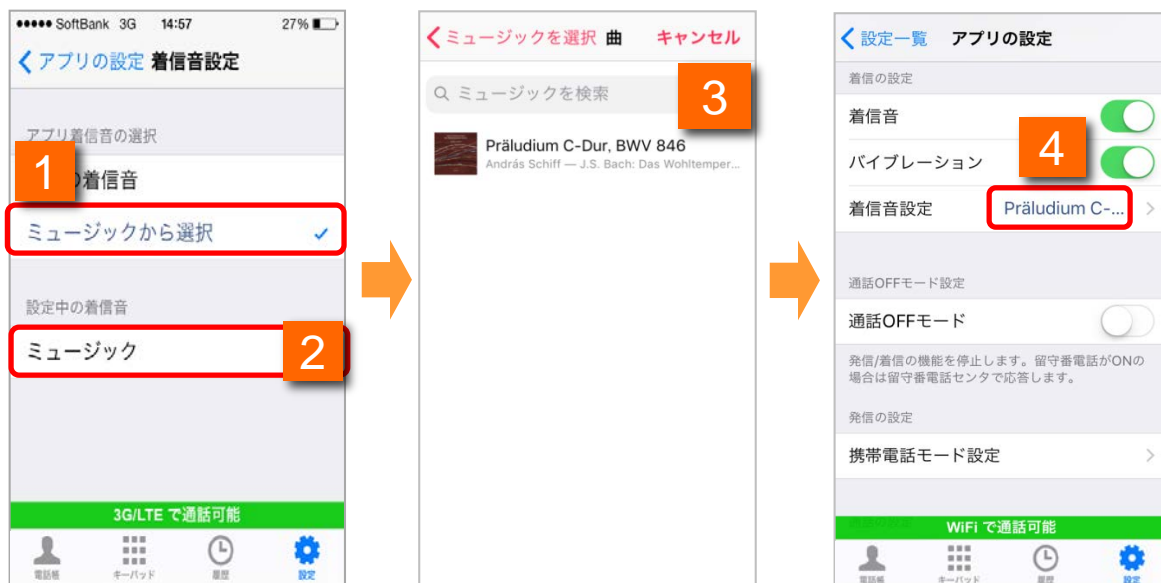 SoftBank 3G 14:57 27%
アプリの設定 着信音設定
アプリ着信音の選択
1
着信音
ミュージックから選択
設定中の着信音
ミュージック
2
3G/LTE で通話可能
電話帳 キーパッド 履歴 設定
ミュージックを選択 曲 キャンセル
ミュージックを検索
3
Präludium C-Dur, BWV 846
András Schiff — J.S. Bach: Das Wohltemper...
設定一覧 アプリの設定
着信の設定
着信音
4
バイブレーション
着信音設定 Präludium C-...
通話OFFモード設定
通話OFFモード
発信/着信の機能を停止します。留守番電話がONの
場合は留守番電話センタで応答します。
発信の設定
携帯電話モード設定
WiFi で通話可能
電話帳 キーパッド 履歴 設定